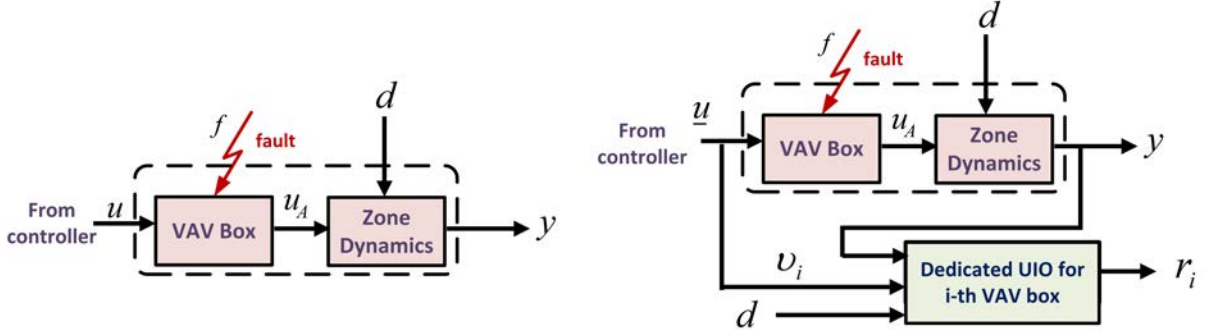 f
fault
d
From
controller
u
VAV Box
u_A
Zone
Dynamics
y
f
fault
d
From
controller
u
VAV Box
u_A
Zone
Dynamics
y
υ_i
d
Dedicated UIO for
i-th VAV box
r_i